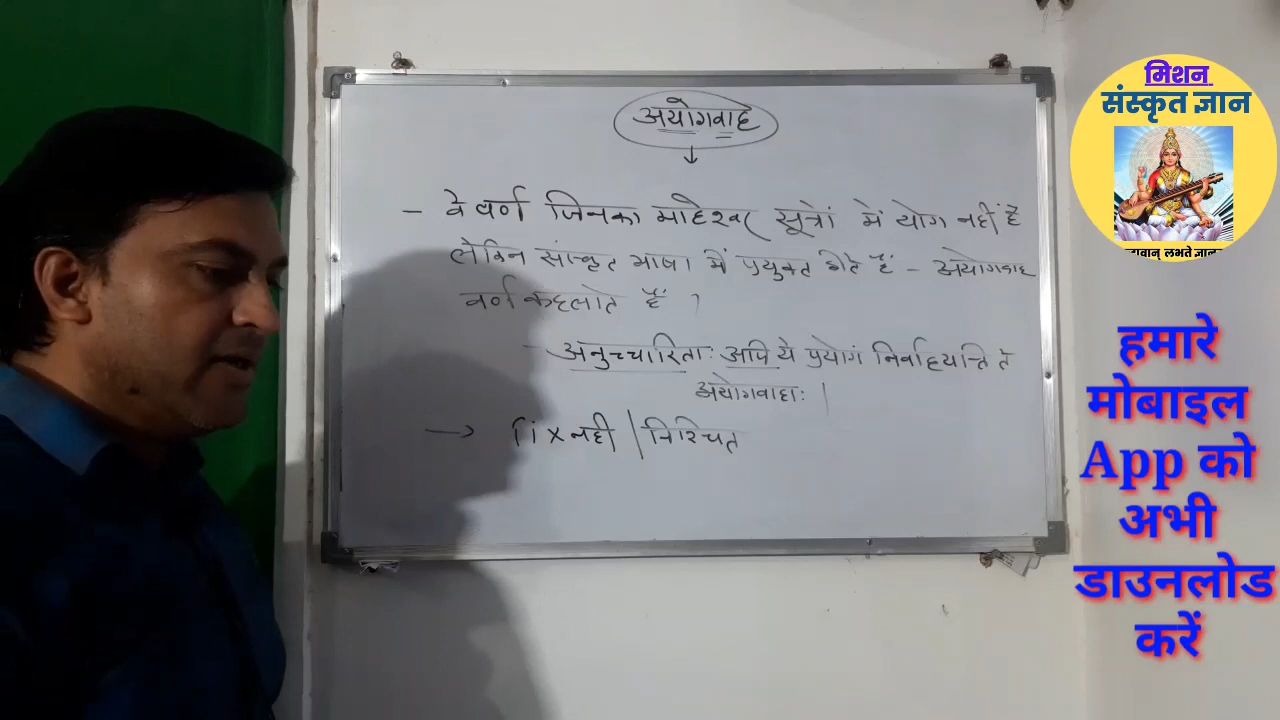 अयोगवाह
↓
- वे वर्ण जिनका माहेश्वर सूत्रों में योग नहीं है
लेकिन संस्कृत भाषा में प्रयुक्त होते हैं - अयोगवाह
वर्ण कहलाते हैं ।
- अनुच्चारिताः अपि ये प्रयोगं निर्वाहयन्ति ते
अयोगवाहाः ।
→ fix नही / निश्चित
मिशन
संस्कृत ज्ञान
लभते ज्ञान
हमारे
मोबाइल
App को
अभी
डाउनलोड
करें